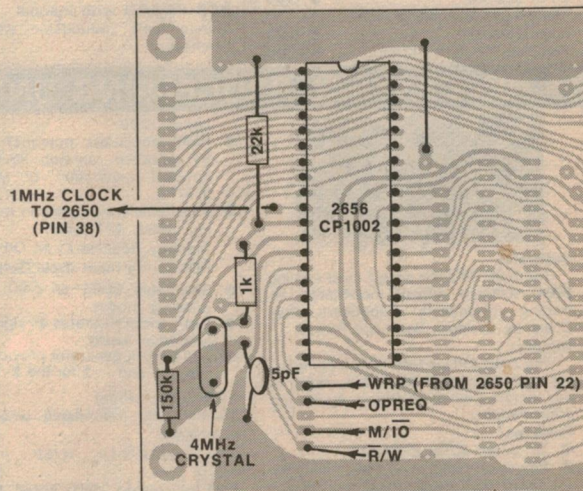 22k
1MHz CLOCK
TO 2650
(PIN 38)
2656
CP1002
1k
150k
5pF
4MHz
CRYSTAL
WRP (FROM 2650 PIN 22)
OPREQ
M/I̅O̅
R̅/W